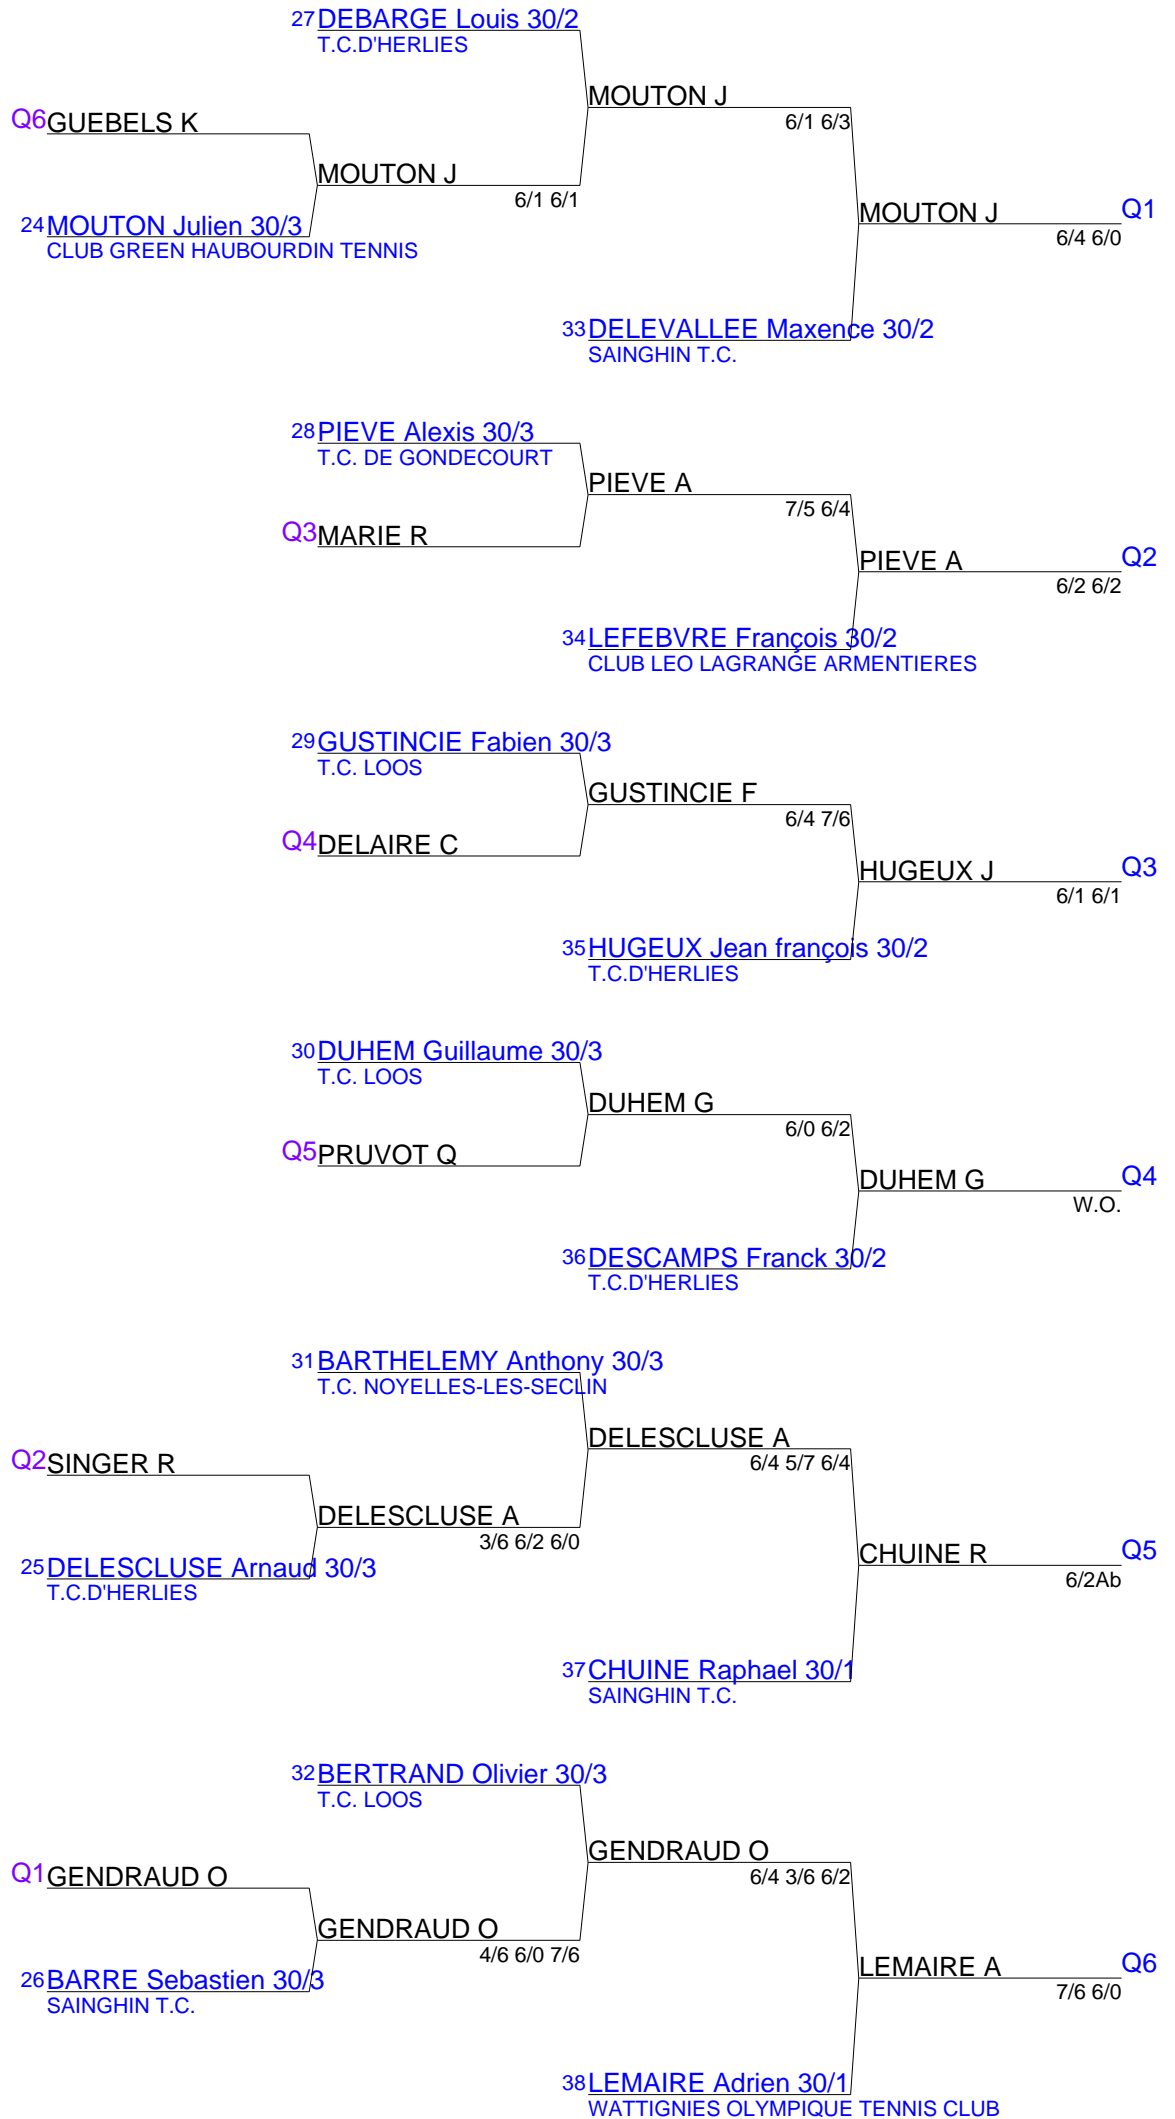 27 DEBARGE Louis 30/2
T.C.D'HERLIES
MOUTON J
6/1 6/3
Q6 GUEBELS K
MOUTON J
6/1 6/1
24 MOUTON Julien 30/3
CLUB GREEN HAUBOURDIN TENNIS
MOUTON J Q1
6/4 6/0
33 DELEVALLEE Maxence 30/2
SAINGHIN T.C.
28 PIEVE Alexis 30/3
T.C. DE GONDECOURT
PIEVE A
7/5 6/4
Q3 MARIE R
PIEVE A Q2
6/2 6/2
34 LEFEBVRE François 30/2
CLUB LEO LAGRANGE ARMENTIERES
29 GUSTINCIE Fabien 30/3
T.C. LOOS
GUSTINCIE F
6/4 7/6
Q4 DELAIRE C
HUGEUX J Q3
6/1 6/1
35 HUGEUX Jean françois 30/2
T.C.D'HERLIES
30 DUHEM Guillaume 30/3
T.C. LOOS
DUHEM G
6/0 6/2
Q5 PRUVOT Q
DUHEM G Q4
W.O.
36 DESCAMPS Franck 30/2
T.C.D'HERLIES
31 BARTHELEMY Anthony 30/3
T.C. NOYELLES-LES-SECLIN
DELESCLUSE A
6/4 5/7 6/4
Q2 SINGER R
DELESCLUSE A
3/6 6/2 6/0
25 DELESCLUSE Arnaud 30/3
T.C.D'HERLIES
CHUINE R Q5
6/2Ab
37 CHUINE Raphael 30/1
SAINGHIN T.C.
32 BERTRAND Olivier 30/3
T.C. LOOS
GENDRAUD O
6/4 3/6 6/2
Q1 GENDRAUD O
GENDRAUD O
4/6 6/0 7/6
26 BARRE Sebastien 30/3
SAINGHIN T.C.
LEMAIRE A Q6
7/6 6/0
38 LEMAIRE Adrien 30/1
WATTIGNIES OLYMPIQUE TENNIS CLUB